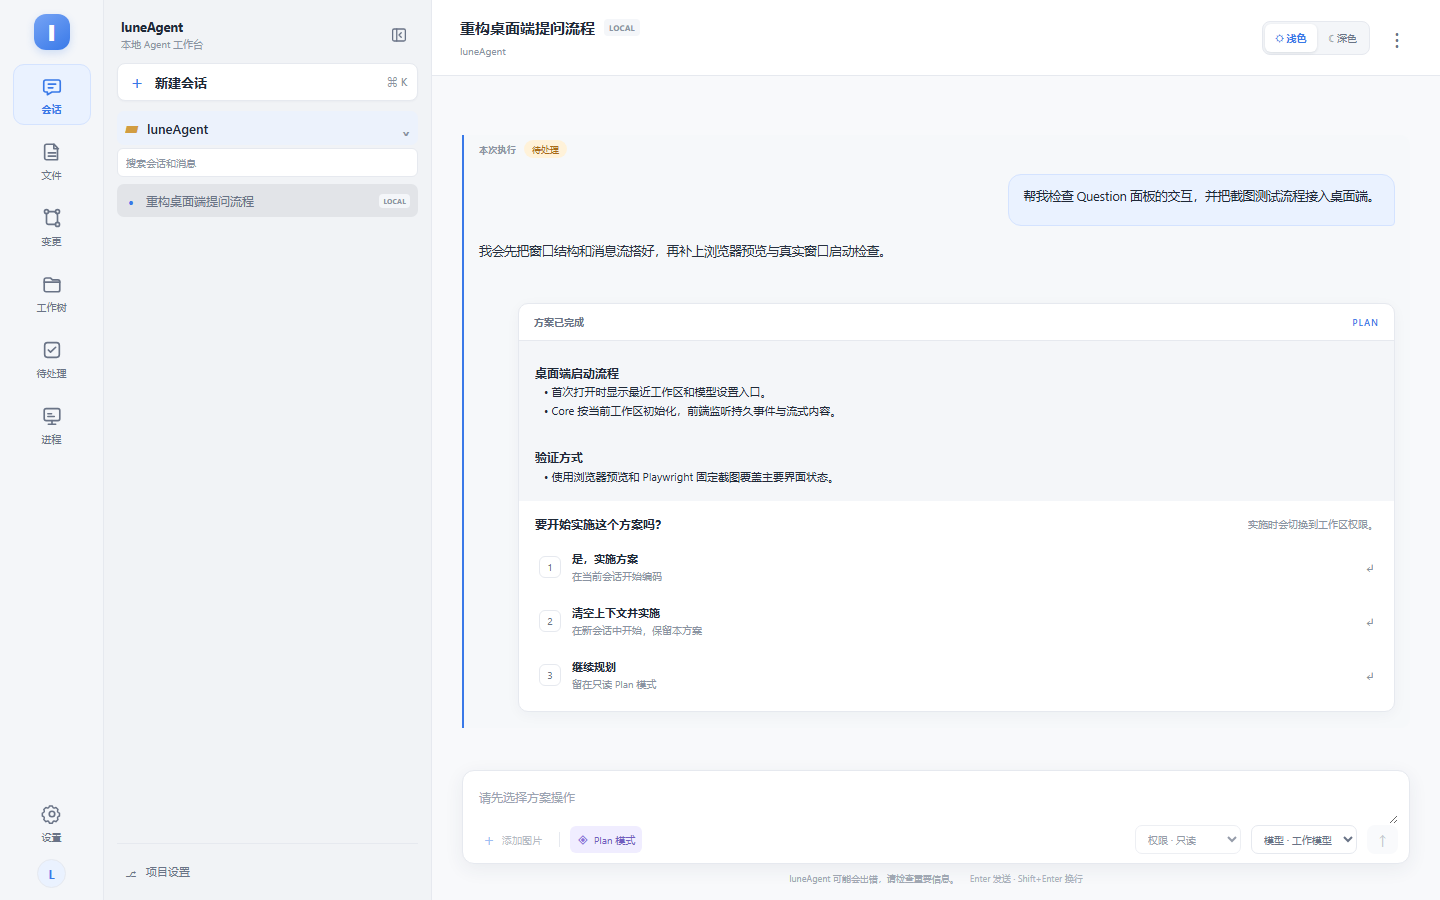 会话
文件
变更
工作树
待处理
进程
设置
L
luneAgent
本地 Agent 工作台
+ 新建会话 ⌘ K
luneAgent
搜索会话和消息
重构桌面端提问流程 LOCAL
项目设置
重构桌面端提问流程 LOCAL
luneAgent
浅色 深色
本次执行 待处理
帮我检查 Question 面板的交互，并把截图测试流程接入桌面端。
我会先把窗口结构和消息流搭好，再补上浏览器预览与真实窗口启动检查。
方案已完成 PLAN
桌面端启动流程
• 首次打开时显示最近工作区和模型设置入口。
• Core 按当前工作区初始化，前端监听持久事件与流式内容。
验证方式
• 使用浏览器预览和 Playwright 固定截图覆盖主要界面状态。
要开始实施这个方案吗？ 实施时会切换到工作区权限。
1 是，实施方案
在当前会话开始编码
2 清空上下文并实施
在新会话中开始，保留本方案
3 继续规划
留在只读 Plan 模式
请先选择方案操作
+ 添加图片 Plan 模式 权限 · 只读 模型 · 工作模型
luneAgent 可能会出错，请检查重要信息。 Enter 发送 · Shift+Enter 换行